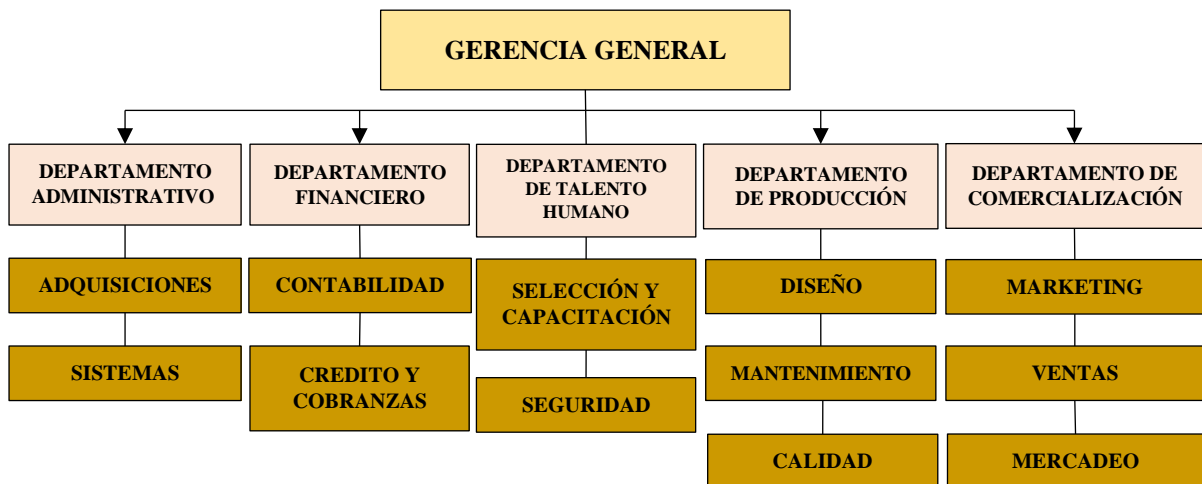 GERENCIA GENERAL
DEPARTAMENTO
ADMINISTRATIVO
DEPARTAMENTO
FINANCIERO
DEPARTAMENTO
DE TALENTO
HUMANO
DEPARTAMENTO
DE PRODUCCIÓN
DEPARTAMENTO DE
COMERCIALIZACIÓN
ADQUISICIONES
CONTABILIDAD
SELECCIÓN Y
CAPACITACIÓN
DISEÑO
MARKETING
SISTEMAS
CREDITO Y
COBRANZAS
SEGURIDAD
MANTENIMIENTO
VENTAS
CALIDAD
MERCADEO